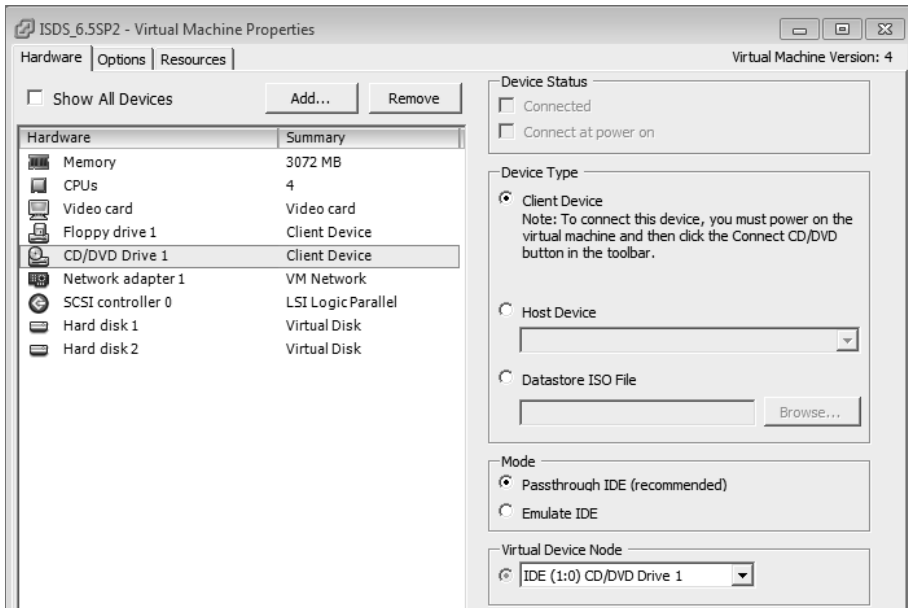 ISDS_6.5SP2 - Virtual Machine Properties
Hardware Options Resources Virtual Machine Version: 4
Show All Devices Add... Remove
Hardware Summary
Memory 3072 MB
CPUs 4
Video card Video card
Floppy drive 1 Client Device
CD/DVD Drive 1 Client Device
Network adapter 1 VM Network
SCSI controller 0 LSI Logic Parallel
Hard disk 1 Virtual Disk
Hard disk 2 Virtual Disk
Device Status
Connected
Connect at power on
Device Type
Client Device
Note: To connect this device, you must power on the
virtual machine and then click the Connect CD/DVD
button in the toolbar.
Host Device
Datastore ISO File
Browse...
Mode
Passthrough IDE (recommended)
Emulate IDE
Virtual Device Node
IDE (1:0) CD/DVD Drive 1